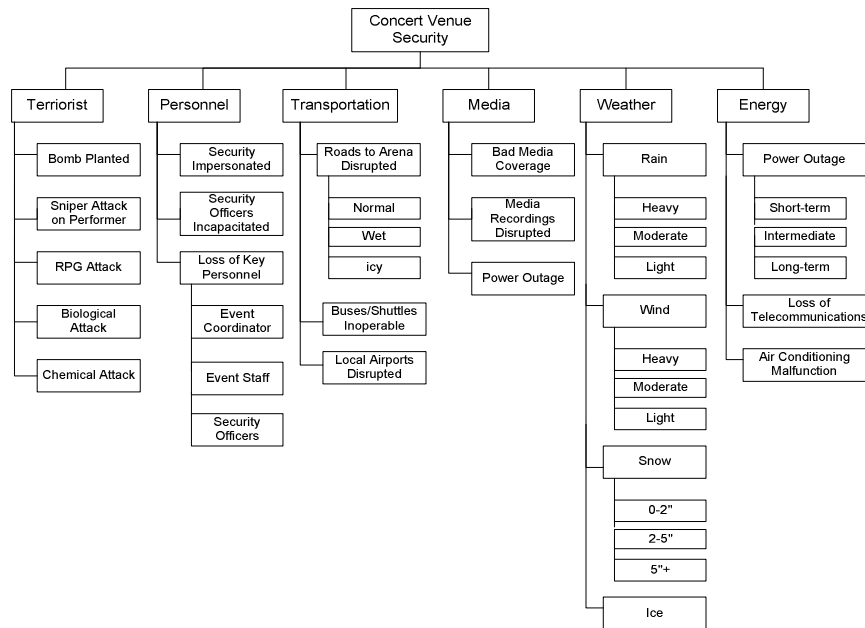 Concert Venue
Security
Terriorist
Personnel
Transportation
Media
Weather
Energy
Bomb Planted
Sniper Attack
on Performer
RPG Attack
Biological
Attack
Chemical Attack
Security
Impersonated
Security
Officers
Incapacitated
Loss of Key
Personnel
Event
Coordinator
Event Staff
Security
Officers
Roads to Arena
Disrupted
Normal
Wet
icy
Buses/Shuttles
Inoperable
Local Airports
Disrupted
Bad Media
Coverage
Media
Recordings
Disrupted
Power Outage
Rain
Heavy
Moderate
Light
Wind
Heavy
Moderate
Light
Snow
0-2"
2-5"
5"+
Ice
Power Outage
Short-term
Intermediate
Long-term
Loss of
Telecommunications
Air Conditioning
Malfunction